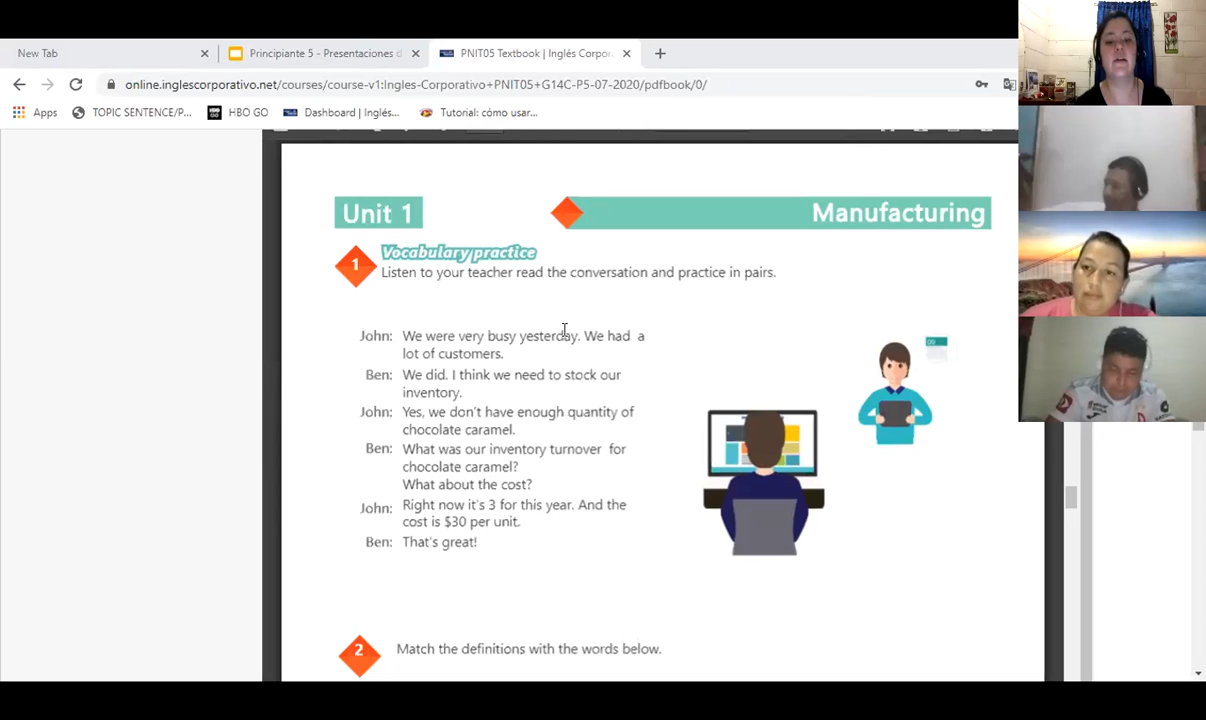 New Tab
Principiante 5 - Presentaciones d
PNIT05 Textbook | Inglés Corpor
online.inglescorporativo.net/courses/course-v1:Ingles-Corporativo+PNIT05+G14C-P5-07-2020/pdfbook/0/
Apps
TOPIC SENTENCE/P...
HBO GO
Dashboard | Inglés...
Tutorial: cómo usar...
Unit 1
Manufacturing
1
Vocabulary practice
Listen to your teacher read the conversation and practice in pairs.
John: We were very busy yesterday. We had a
lot of customers.
Ben: We did. I think we need to stock our
inventory.
John: Yes, we don't have enough quantity of
chocolate caramel.
Ben: What was our inventory turnover for
chocolate caramel?
What about the cost?
John: Right now it's 3 for this year. And the
cost is $30 per unit.
Ben: That's great!
2
Match the definitions with the words below.